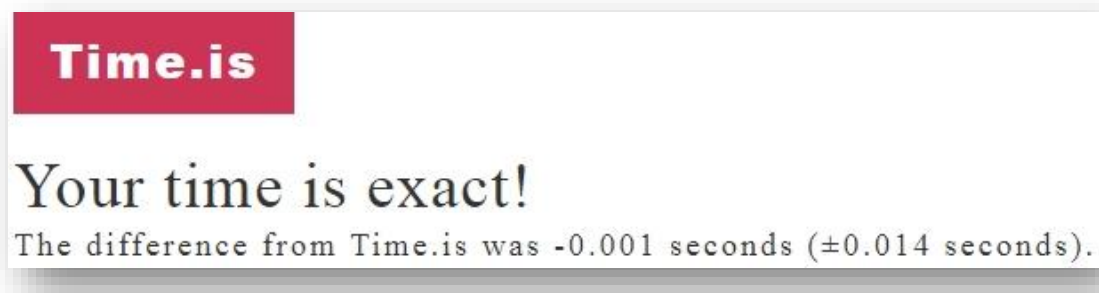 Time.is
Your time is exact!
The difference from Time.is was -0.001 seconds (±0.014 seconds).